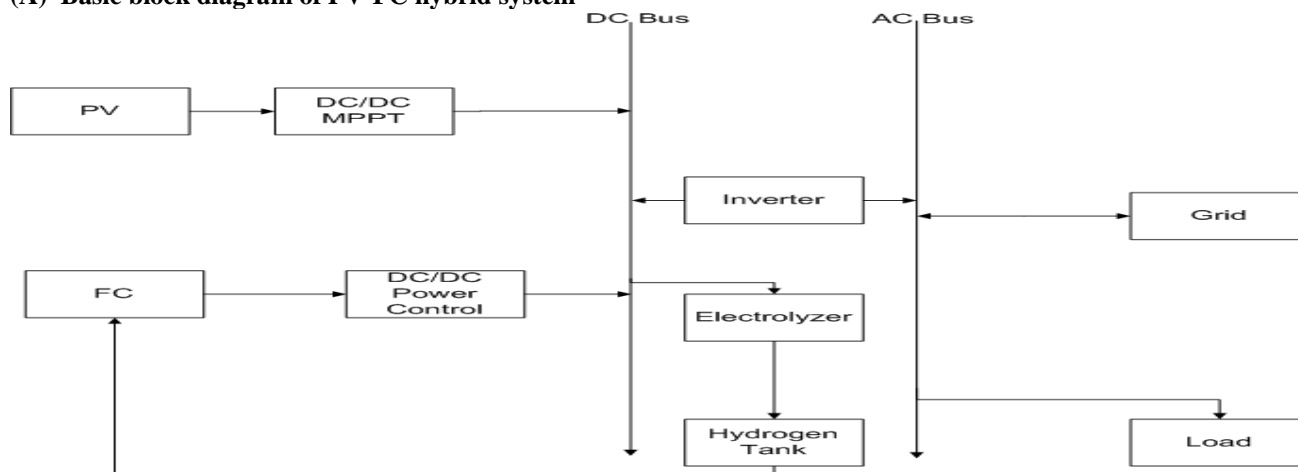 (A) Basic block diagram of PV-FC hybrid system
DC Bus
AC Bus
PV
DC/DC
MPPT
Inverter
Grid
FC
DC/DC
Power
Control
Electrolyzer
Hydrogen
Tank
Load